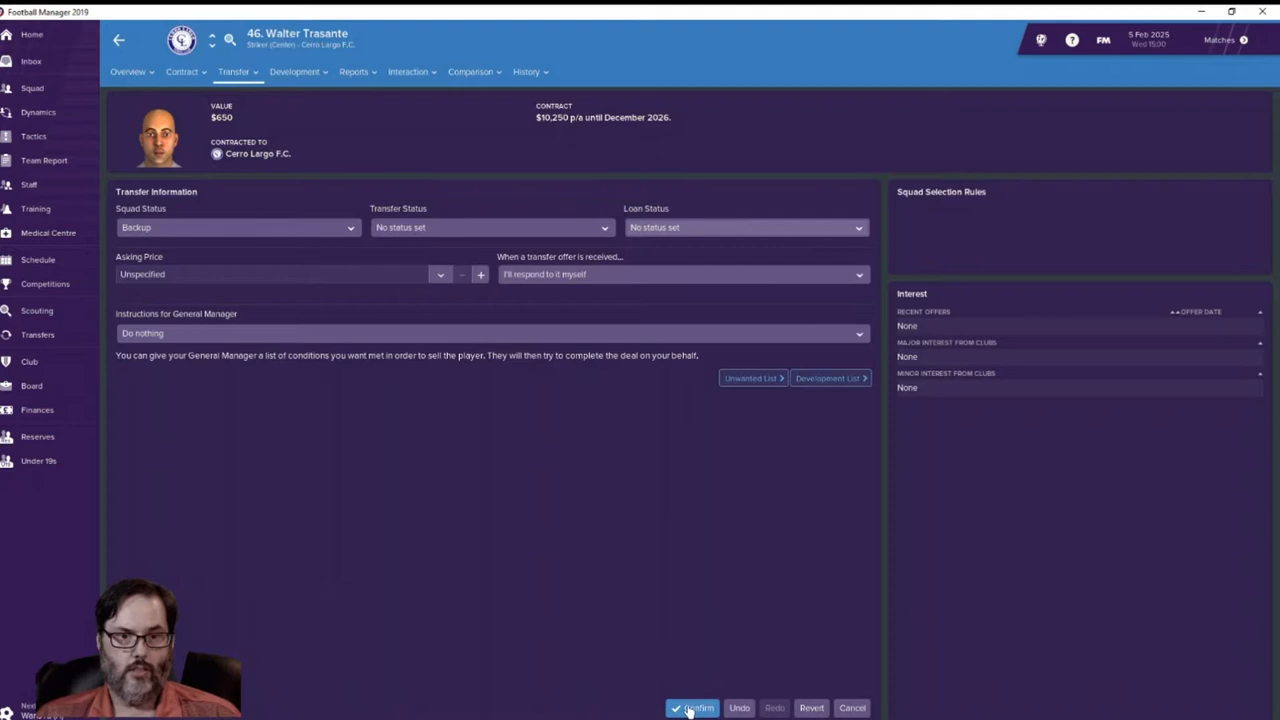 Football Manager 2019
Home
Inbox
Squad
Dynamics
Tactics
Team Report
Staff
Training
Medical Centre
Schedule
Competitions
Scouting
Transfers
Club
Board
Finances
Reserves
Under 19s
Next
46. Walter Trasante
Striker (Center) - Cerro Largo F.C.
FM
5 Feb 2025
Wed 15:00
Matches
Overview Contract Transfer Development Reports Interaction Comparison History
VALUE
$650
CONTRACTED TO
Cerro Largo F.C.
CONTRACT
$10,250 p/a until December 2026.
Transfer Information
Squad Status Transfer Status Loan Status
Backup No status set No status set
Asking Price When a transfer offer is received...
Unspecified I'll respond to it myself
Instructions for General Manager
Do nothing
You can give your General Manager a list of conditions you want met in order to sell the player. They will then try to complete the deal on your behalf.
Unwanted List Development List
Squad Selection Rules
Interest
RECENT OFFERS OFFER DATE
None
MAJOR INTEREST FROM CLUBS
None
MINOR INTEREST FROM CLUBS
None
Confirm Undo Redo Revert Cancel